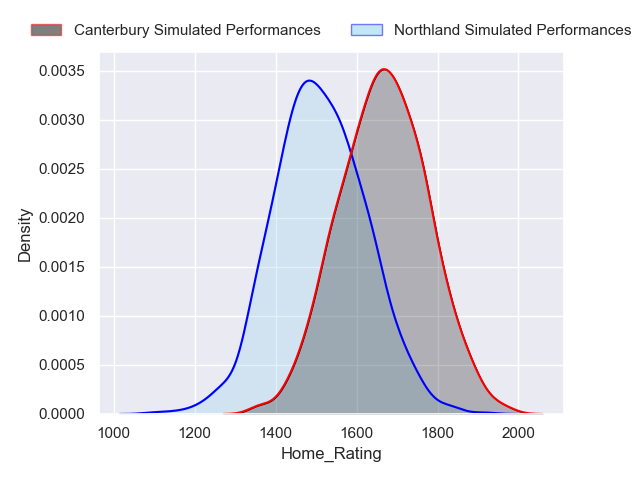 Canterbury Simulated Performances Northland Simulated Performances
0.0035
0.0030
0.0025
0.0020
0.0015
0.0010
0.0005
0.0000
Density
1000 1200 1400 1600 1800 2000
Home_Rating